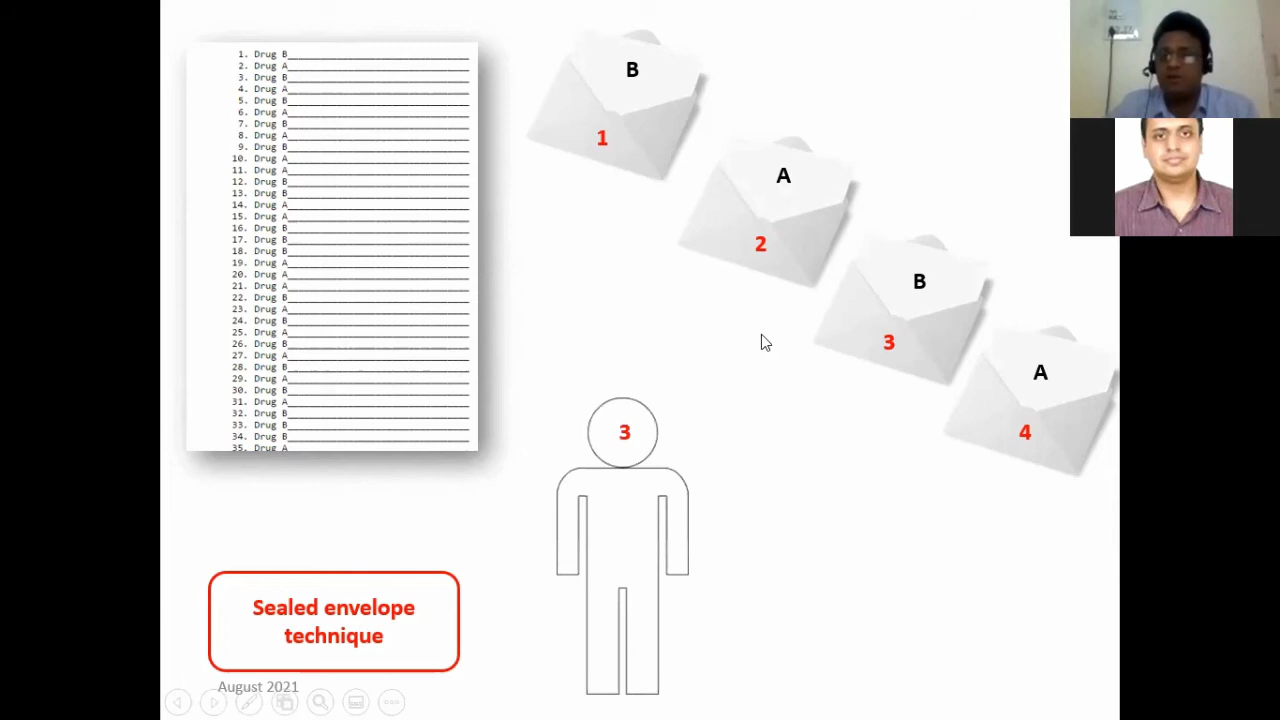 1. Drug B
2. Drug A
3. Drug B
4. Drug A
5. Drug B
6. Drug A
7. Drug B
8. Drug A
9. Drug B
10. Drug A
11. Drug A
12. Drug B
13. Drug B
14. Drug A
15. Drug A
16. Drug B
17. Drug B
18. Drug B
19. Drug A
20. Drug A
21. Drug A
22. Drug B
23. Drug A
24. Drug B
25. Drug A
26. Drug B
27. Drug A
28. Drug B
29. Drug A
30. Drug B
31. Drug A
32. Drug B
33. Drug B
34. Drug B
35. Drug A
B
1
A
2
B
3
A
4
3
Sealed envelope
technique
August 2021